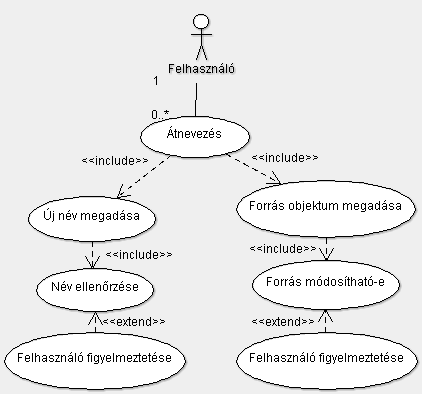 Felhasználó
1
0..*
Átnevezés
<<include>>
<<include>>
Új név megadása
Forrás objektum megadása
<<include>>
<<include>>
Név ellenőrzése
Forrás módosítható-e
<<extend>>
<<extend>>
Felhasználó figyelmeztetése
Felhasználó figyelmeztetése